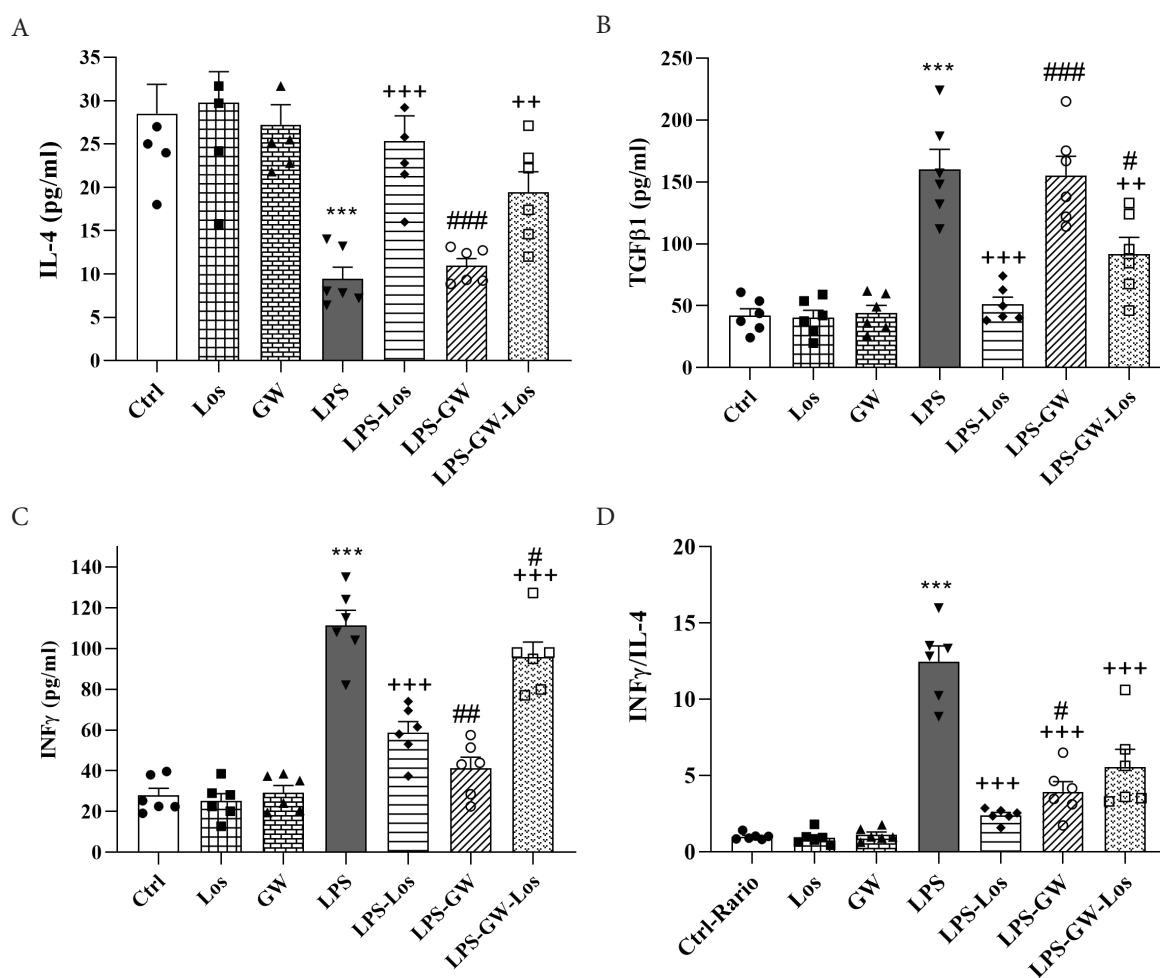 A
IL-4 (pg/ml)
35
30
25
20
15
10
5
0
***
+++
###
++
Ctrl
Los
GW
LPS
LPS-Los
LPS-GW
LPS-GW-Los
B
TGFβ1 (pg/ml)
250
200
150
100
50
0
***
+++
###
#
++
Ctrl
Los
GW
LPS
LPS-Los
LPS-GW
LPS-GW-Los
C
INFγ (pg/ml)
140
120
100
80
60
40
20
0
***
+++
##
#
+++
Ctrl
Los
GW
LPS
LPS-Los
LPS-GW
LPS-GW-Los
D
INFγ/IL-4
20
15
10
5
0
***
+++
#
+++
+++
Ctrl-Rario
Los
GW
LPS
LPS-Los
LPS-GW
LPS-GW-Los